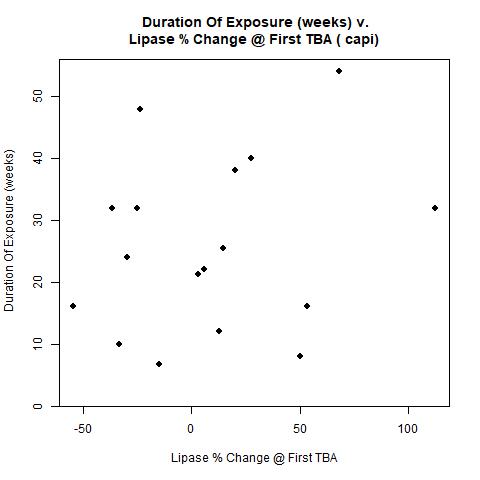 Duration Of Exposure (weeks) v.
Lipase % Change @ First TBA ( capi)
Duration Of Exposure (weeks)
50
40
30
20
10
0
-50
0
50
100
Lipase % Change @ First TBA